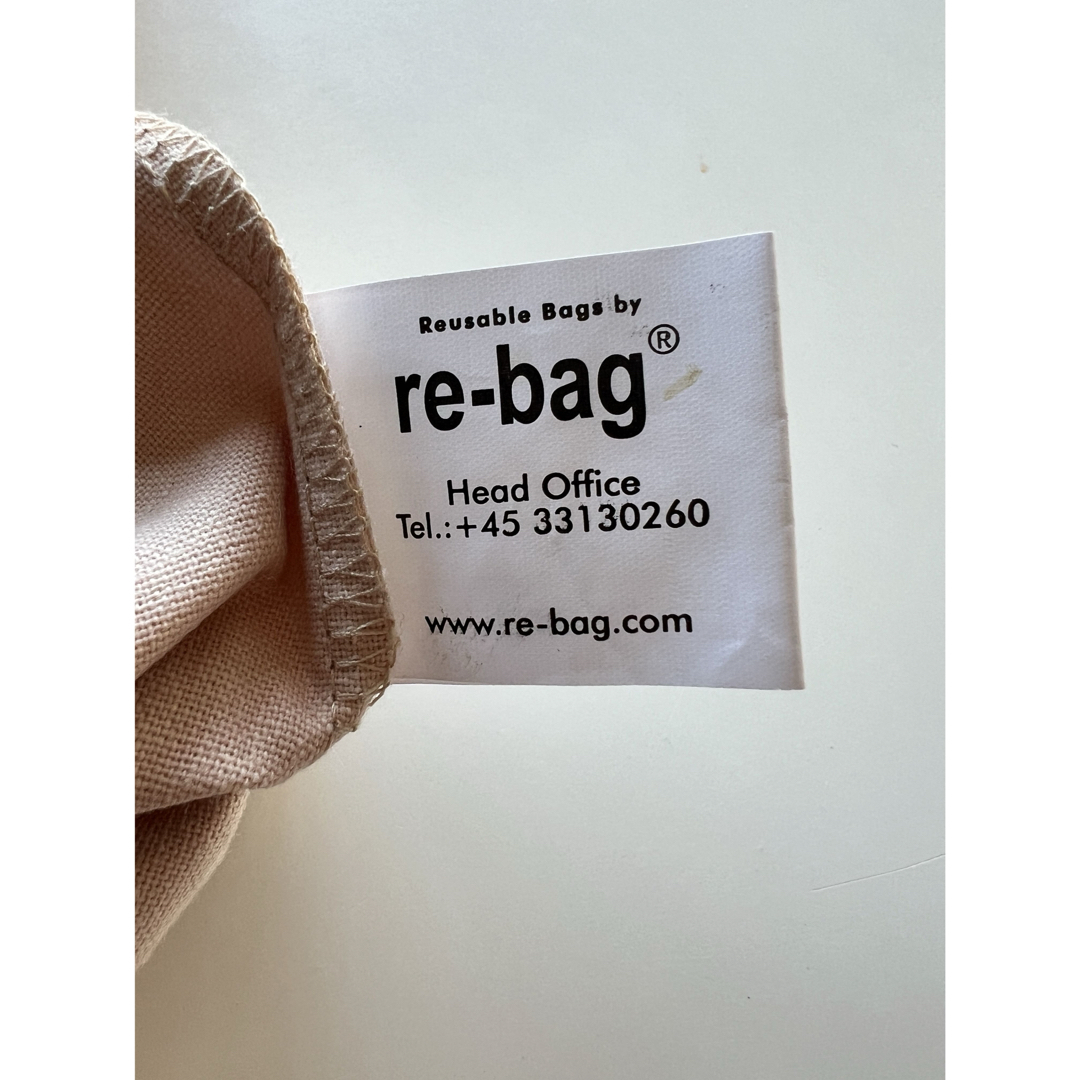 Reusable Bags by
re-bag®
Head Office
Tel.:+45 33130260
www.re-bag.com